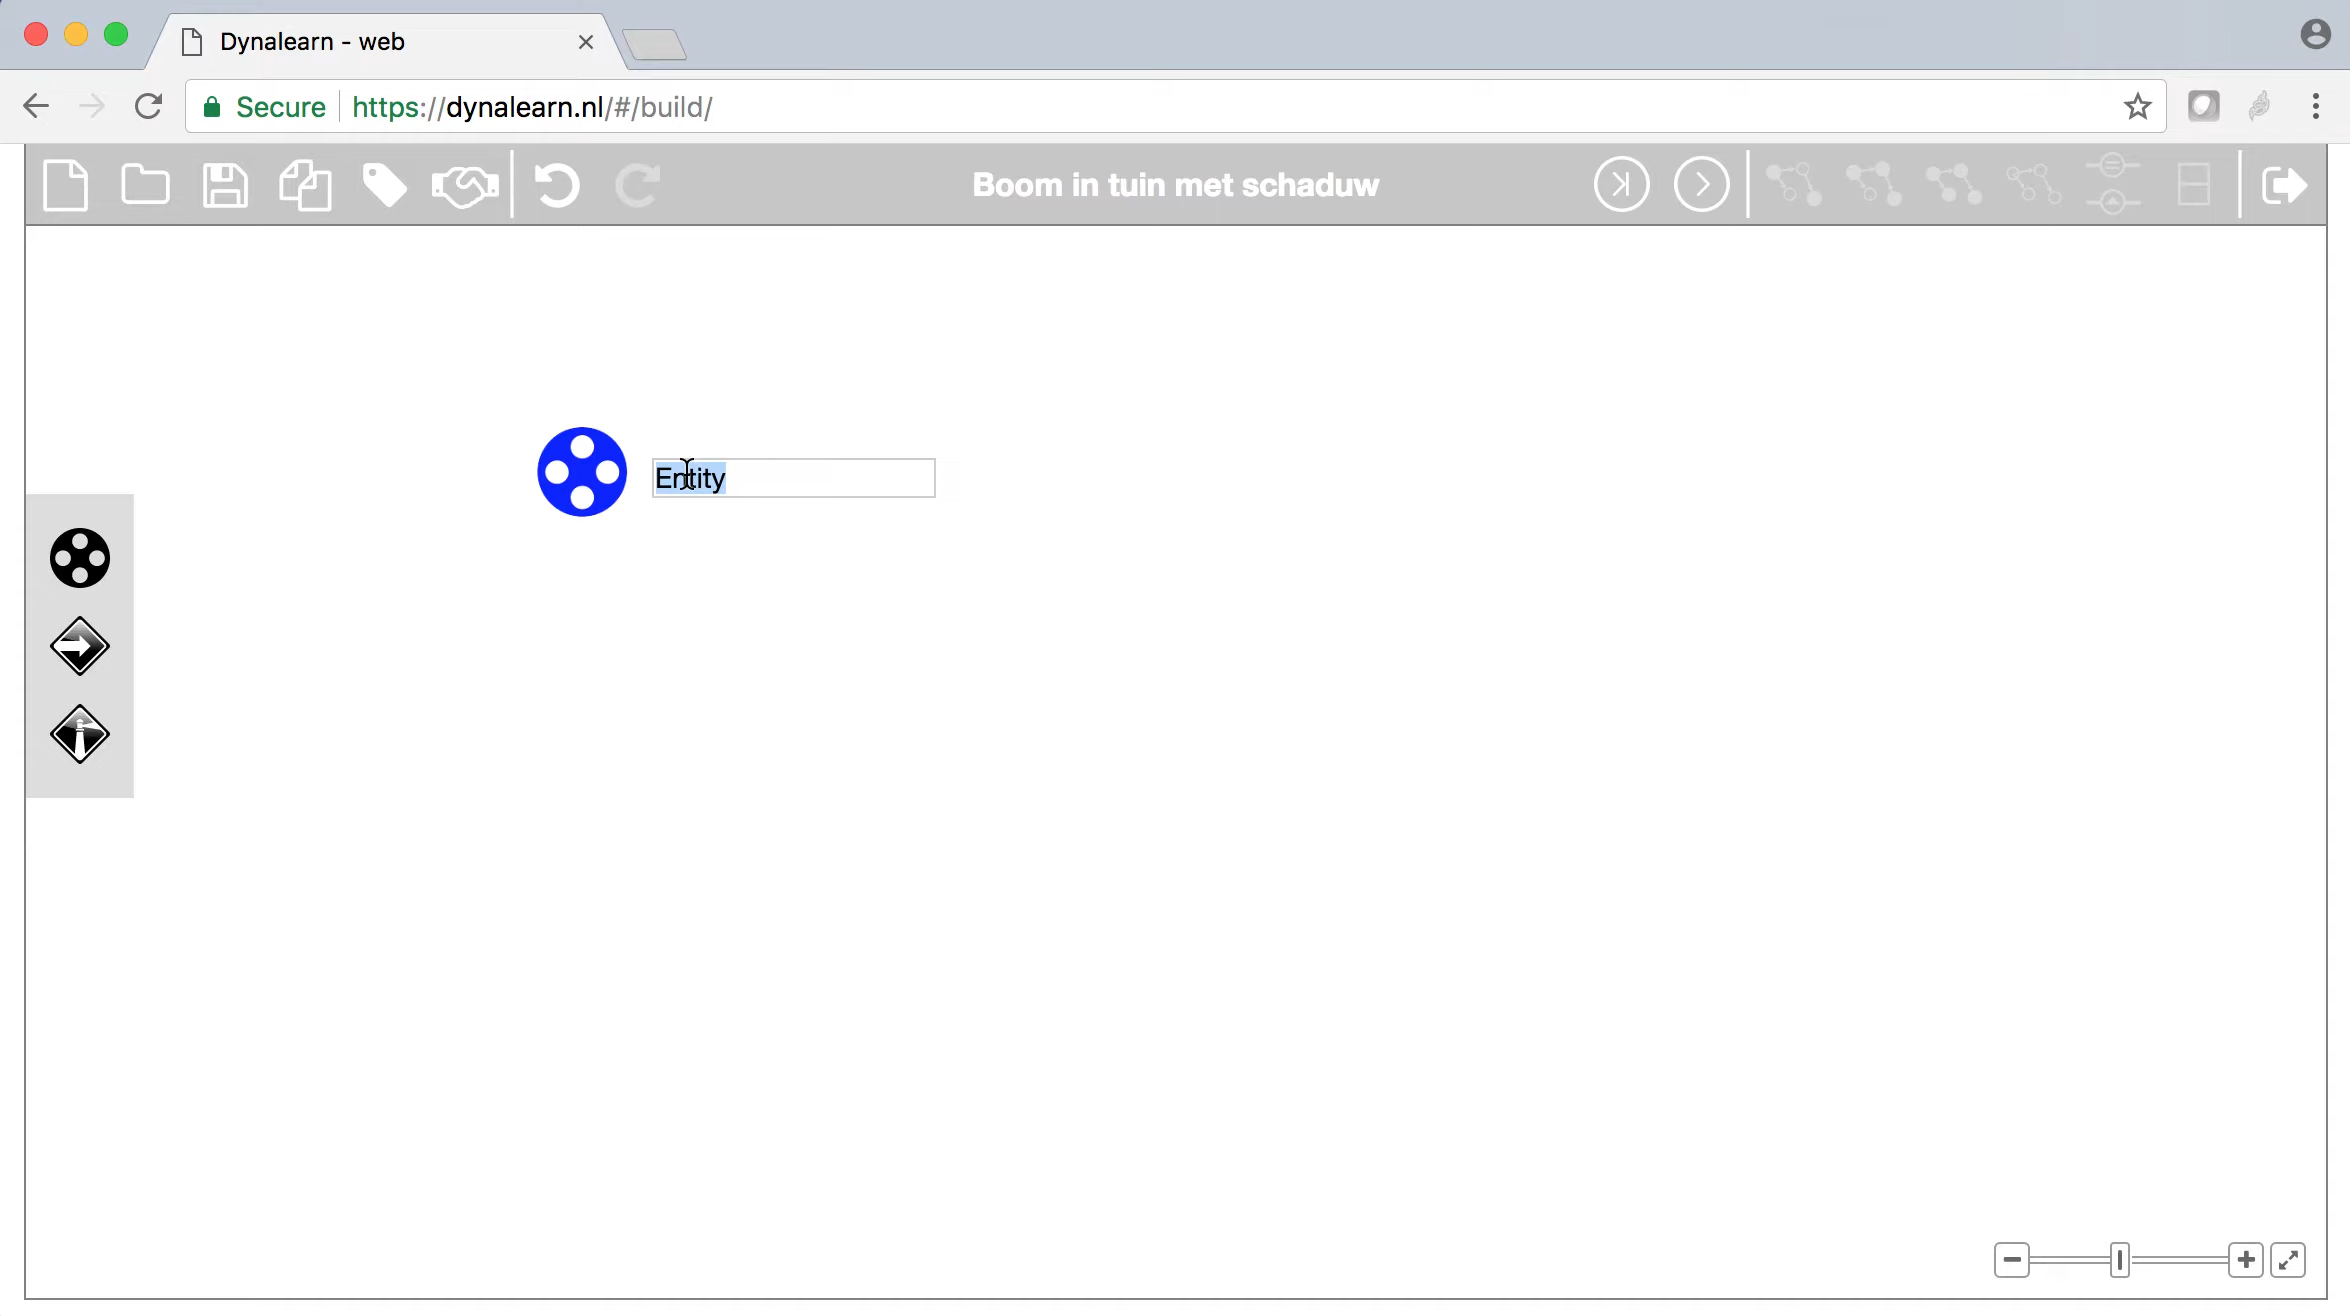 Dynalearn - web
Secure https://dynalearn.nl/#/build/
Boom in tuin met schaduw
Entity